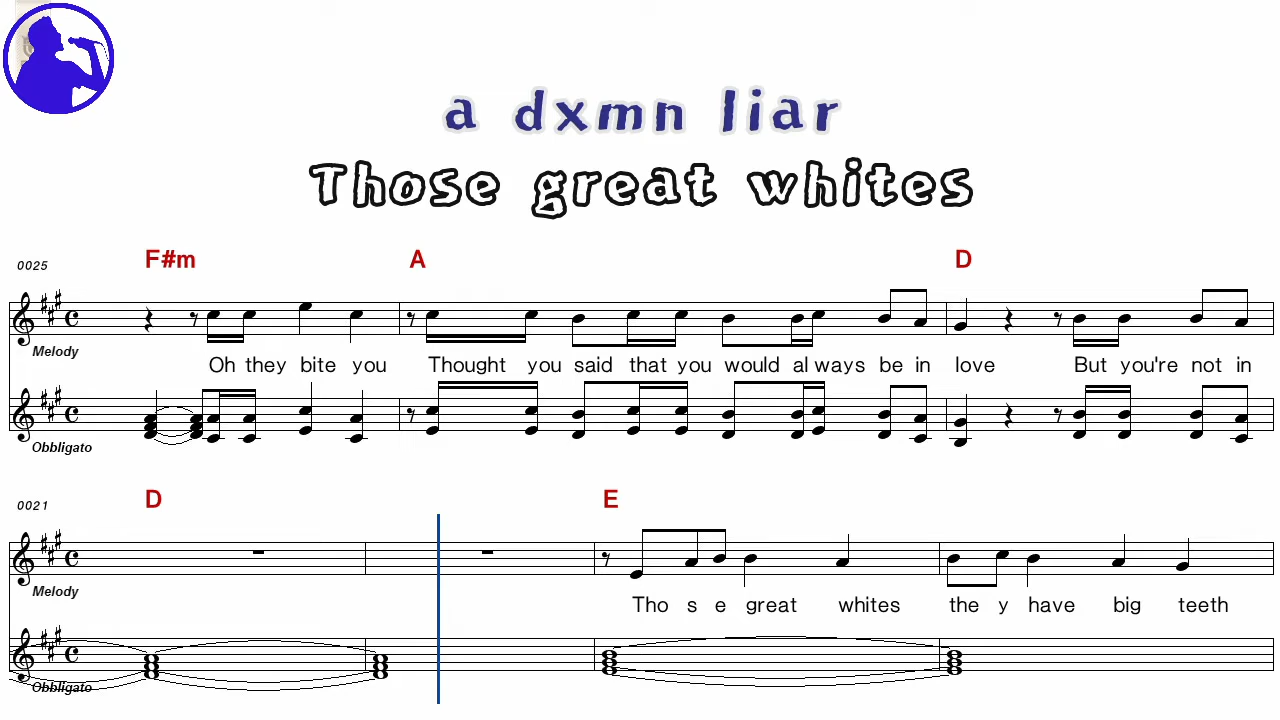 a dxmn liar
Those great whites
0025
F#m A D
Melody
Oh they bite you Thought you said that you would al ways be in love But you're not in
Obbligato
0021
D E
Melody
Tho s e great whites the y have big teeth
Obbligato